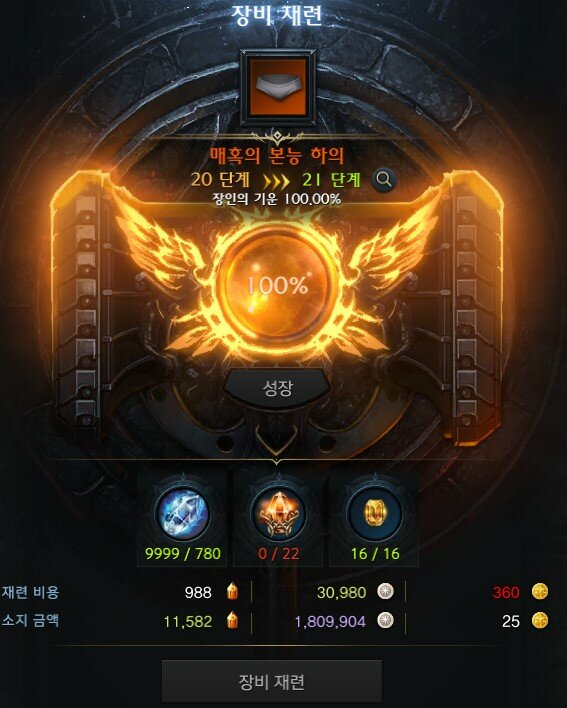 장비 재련
매혹의 본능 하의
20 단계 21 단계
장인의 기운 100.00%
100%
성장
9999 / 780 0 / 22 16 / 16
재련 비용 988 30,980 360
소지 금액 11,582 1,809,904 25
장비 재련